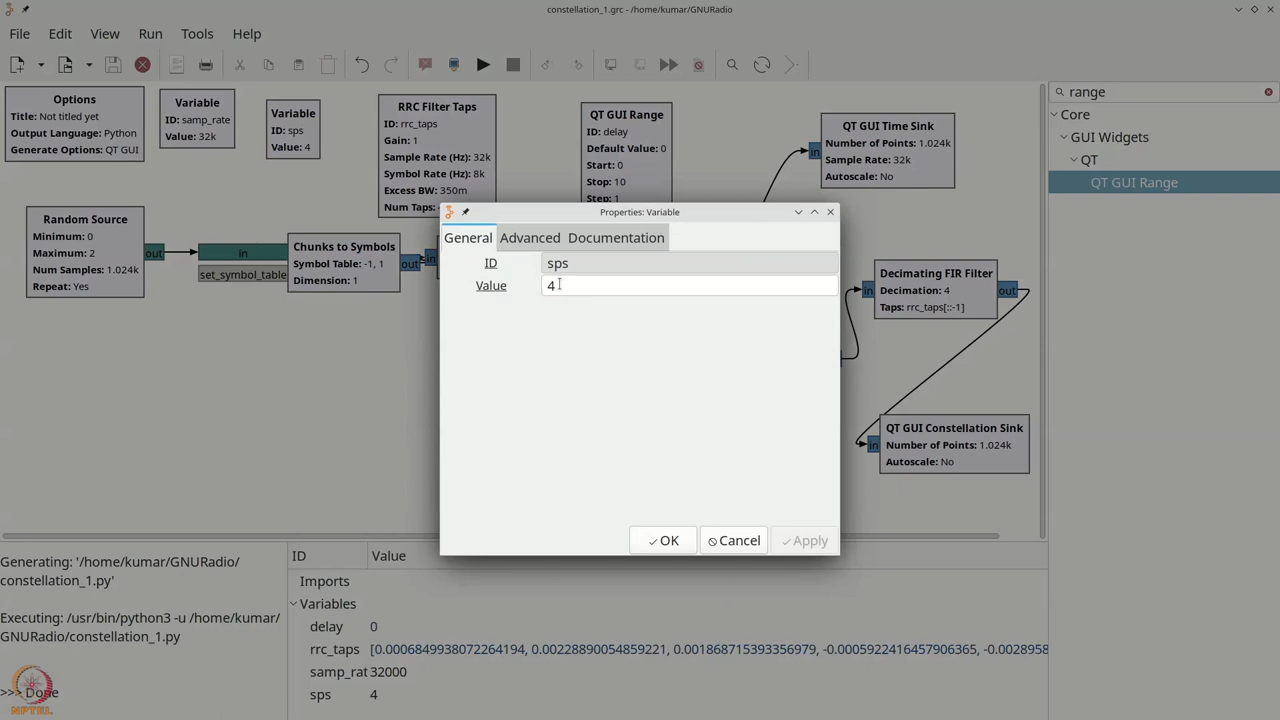 constellation_1.grc - /home/kumar/GNURadio
File Edit View Run Tools Help
Options
Title: Not titled yet
Output Language: Python
Generate Options: QT GUI
Variable
ID: samp_rate
Value: 32k
Variable
ID: sps
Value: 4
RRC Filter Taps
ID: rrc_taps
Gain: 1
Sample Rate (Hz): 32k
Symbol Rate (Hz): 8k
Excess BW: 350m
Num Taps:
QT GUI Range
ID: delay
Default Value: 0
Start: 0
Stop: 10
Step: 1
QT GUI Time Sink
Number of Points: 1.024k
Sample Rate: 32k
Autoscale: No
in
range
Core
GUI Widgets
QT
QT GUI Range
Random Source
Minimum: 0
Maximum: 2
Num Samples: 1.024k
Repeat: Yes
out
in
set_symbol_table
Chunks to Symbols
Symbol Table: -1, 1
Dimension: 1
out
in
Properties: Variable
General Advanced Documentation
ID sps
Value 4
OK Cancel Apply
Decimating FIR Filter
Decimation: 4
Taps: rrc_taps[::-1]
in
out
QT GUI Constellation Sink
Number of Points: 1.024k
Autoscale: No
in
Generating: '/home/kumar/GNURadio/
constellation_1.py'
Executing: /usr/bin/python3 -u /home/kumar/
GNURadio/constellation_1.py
>>> Done
NPTEL
ID Value
Imports
Variables
delay 0
rrc_taps [0.0006849938072264194, 0.00228890054859221, 0.001868715393356979, -0.0005922416457906365, -0.0028958
samp_rat 32000
sps 4